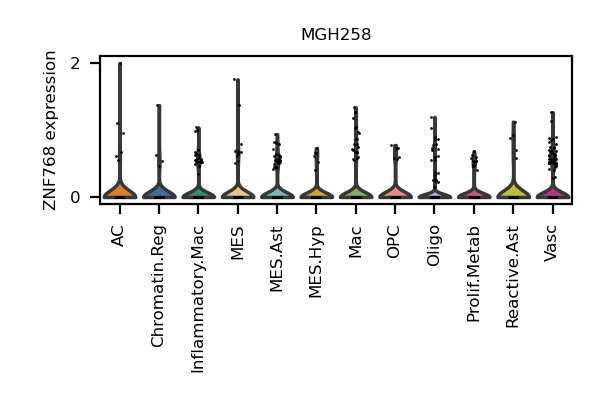 MGH258
ZNF768 expression
2
0
AC
Chromatin.Reg
Inflammatory.Mac
MES
MES.Ast
MES.Hyp
Mac
OPC
Oligo
Prolif.Metab
Reactive.Ast
Vasc